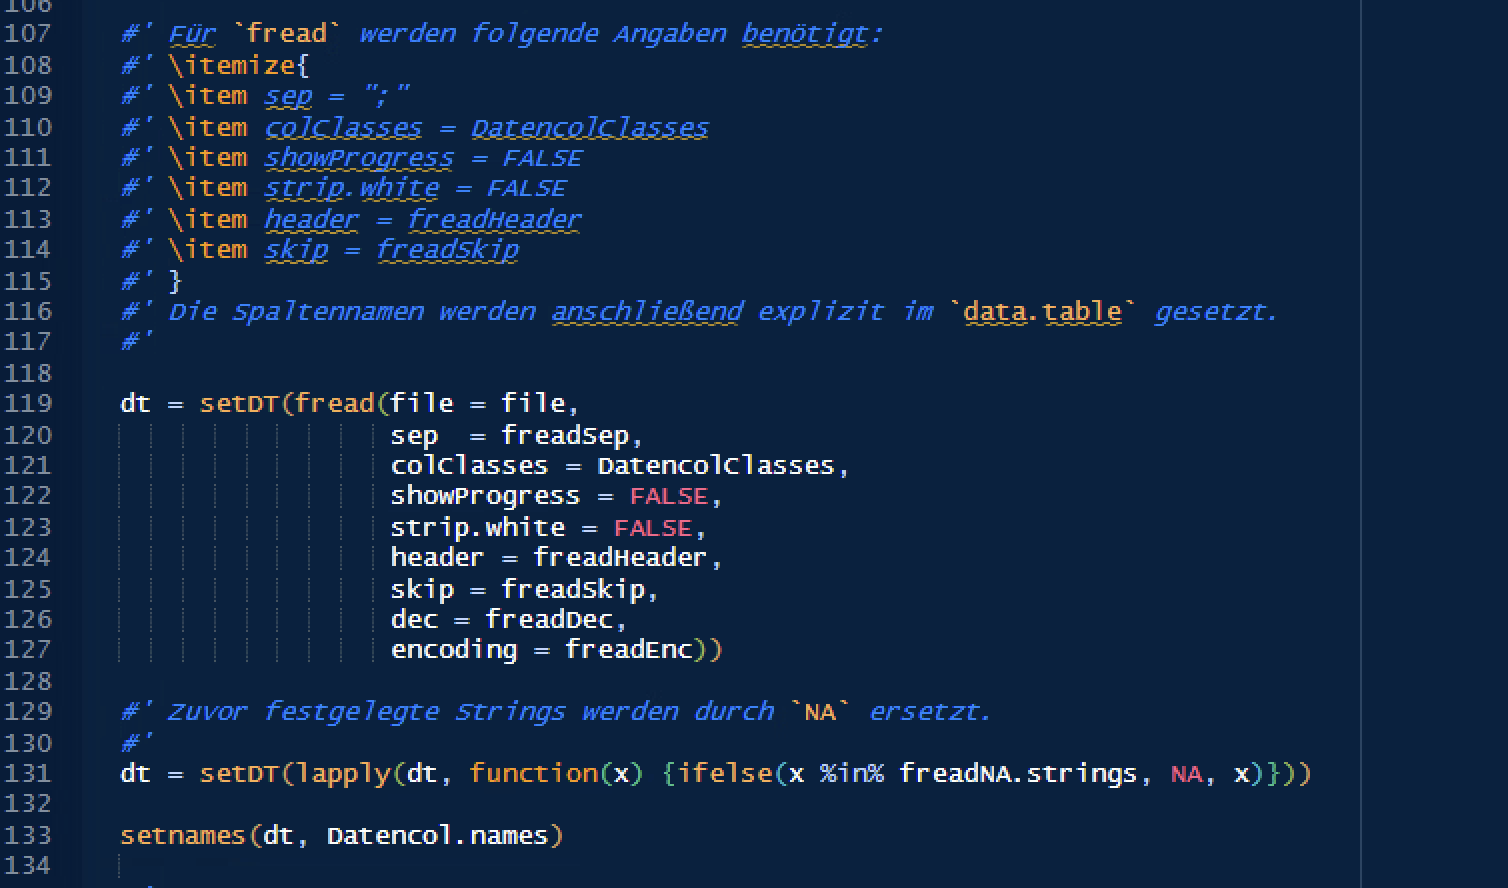 106
107 #' Für `fread` werden folgende Angaben benötigt:
108 #' \itemize{
109 #' \item sep = ";"
110 #' \item colClasses = DatencolClasses
111 #' \item showProgress = FALSE
112 #' \item strip.white = FALSE
113 #' \item header = freadHeader
114 #' \item skip = freadSkip
115 #' }
116 #' Die Spaltennamen werden anschließend explizit im `data.table` gesetzt.
117 #'
118
119 dt = setDT(fread(file = file,
120 sep  = freadSep,
121 colClasses = DatencolClasses,
122 showProgress = FALSE,
123 strip.white = FALSE,
124 header = freadHeader,
125 skip = freadSkip,
126 dec = freadDec,
127 encoding = freadEnc))
128
129 #' Zuvor festgelegte Strings werden durch `NA` ersetzt.
130 #'
131 dt = setDT(lapply(dt, function(x) {ifelse(x %in% freadNA.strings, NA, x)}))
132
133 setnames(dt, Datencol.names)
134